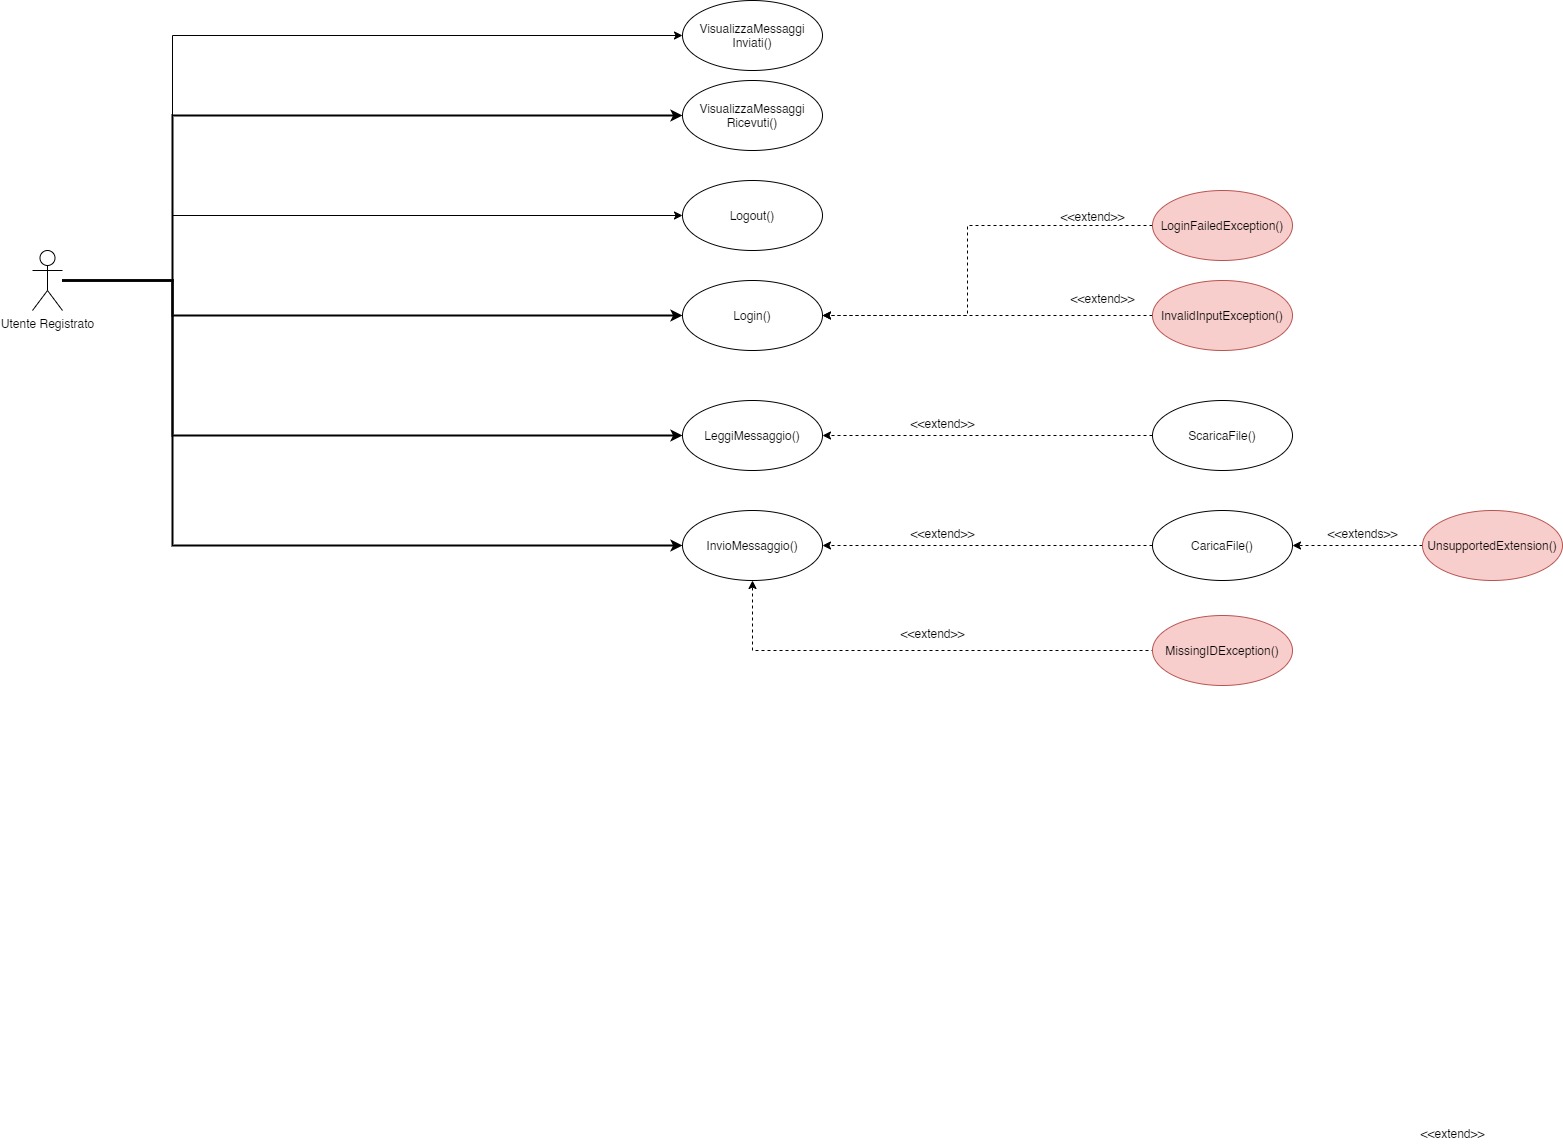 VisualizzaMessaggi
Inviati()
VisualizzaMessaggi
Ricevuti()
Logout()
<<extend>>
LoginFailedException()
Utente Registrato
Login()
<<extend>>
InvalidInputException()
LeggiMessaggio()
<<extend>>
ScaricaFile()
InvioMessaggio()
<<extend>>
CaricaFile()
<<extends>>
UnsupportedExtension()
<<extend>>
MissingIDException()
<<extend>>